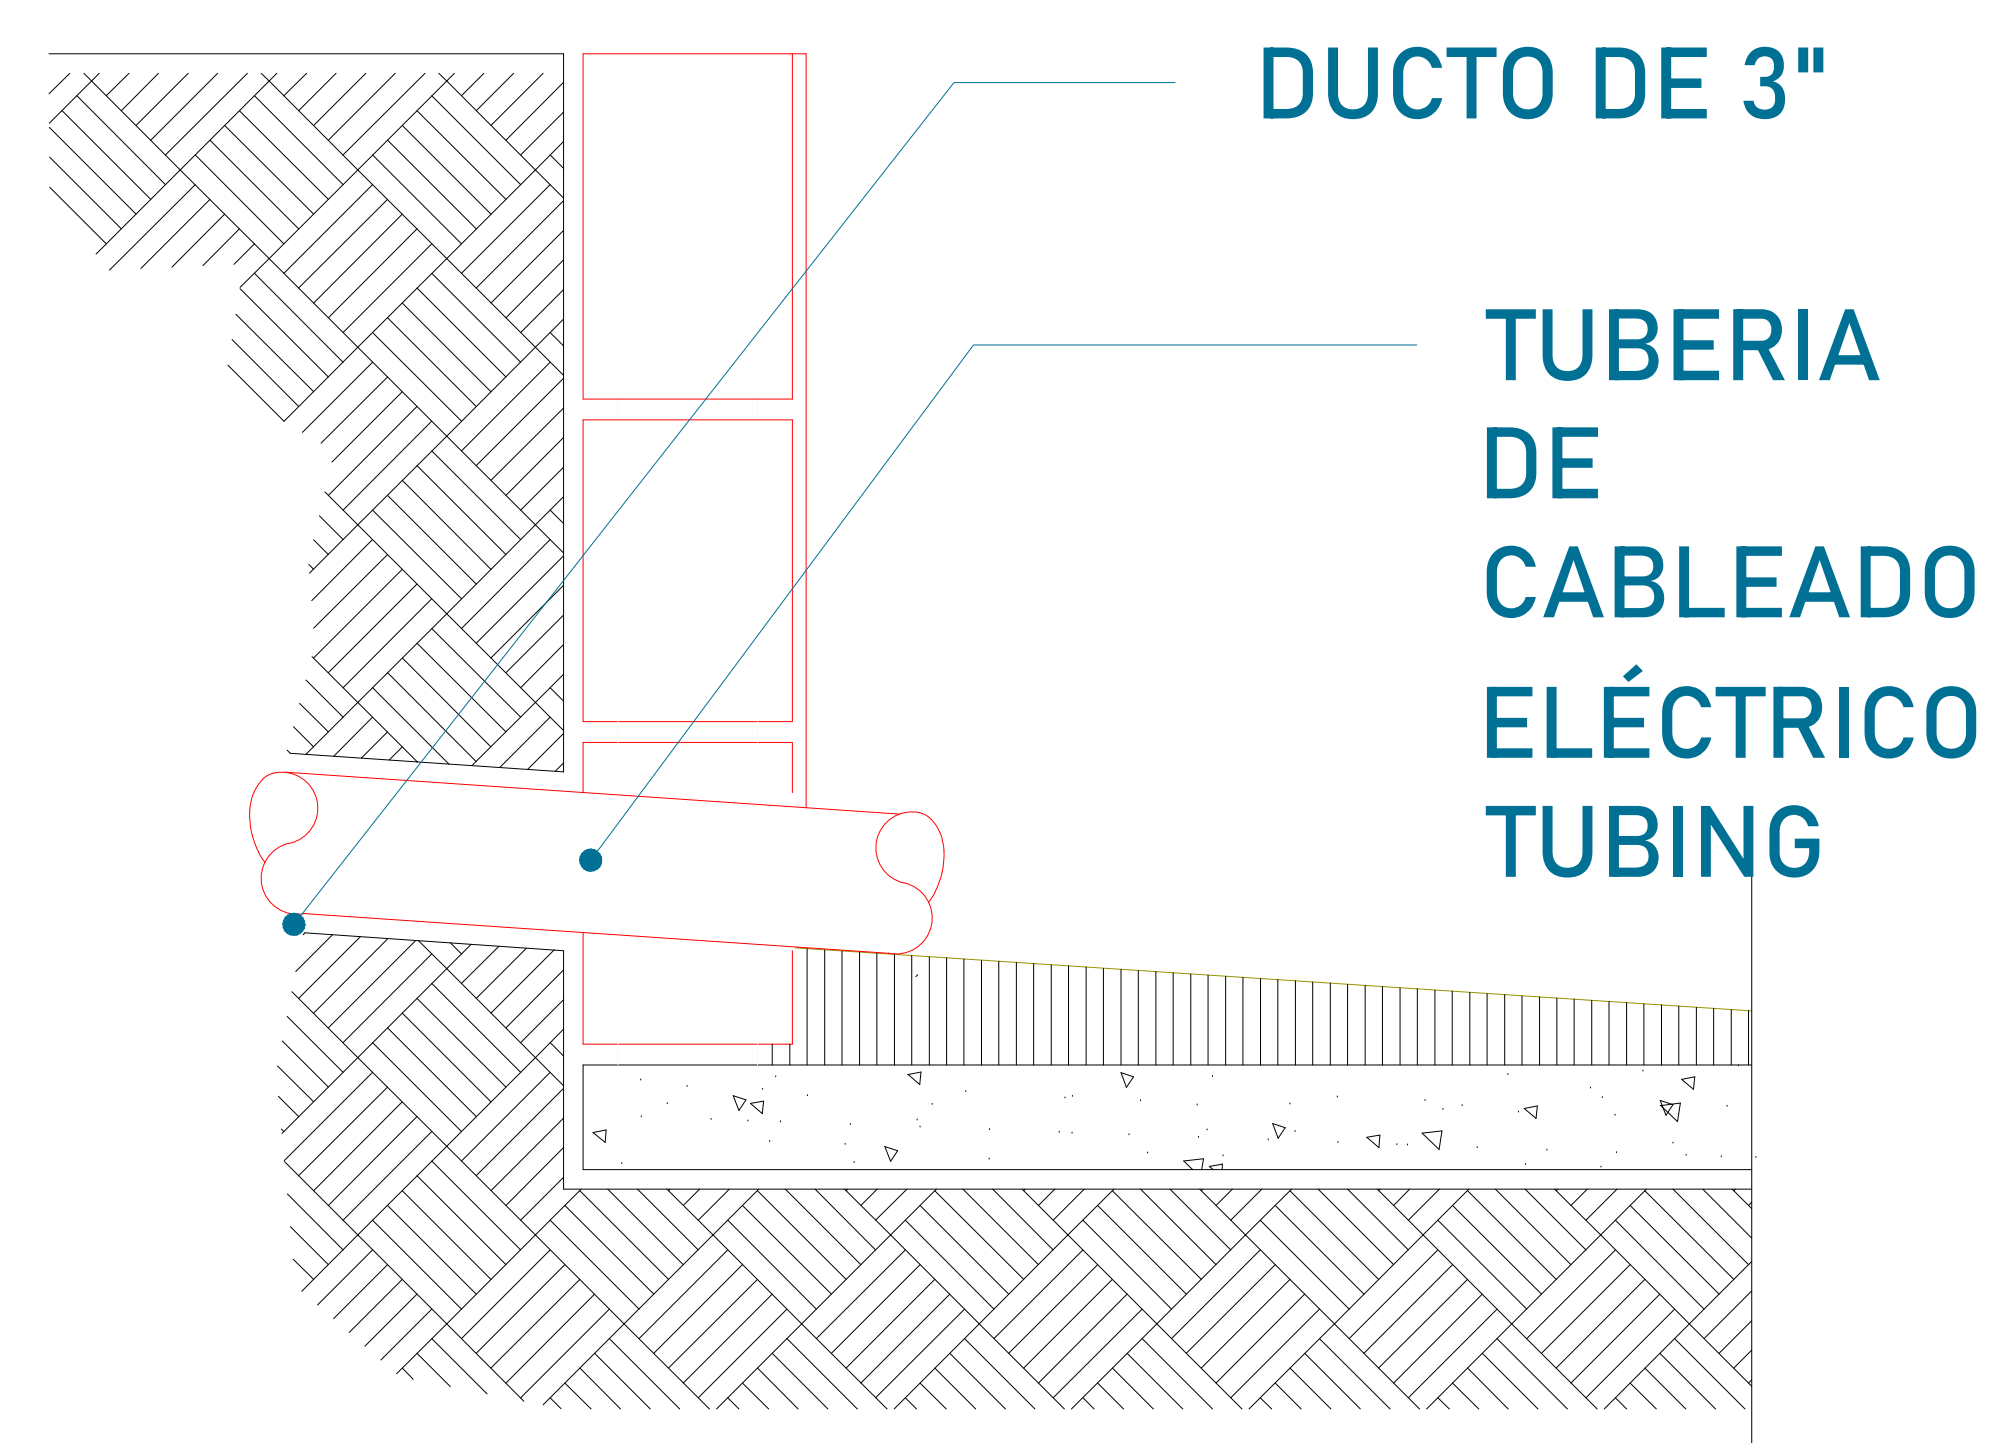 DUCTO DE 3"
TUBERIA
DE
CABLEADO
ELÉCTRICO
TUBING